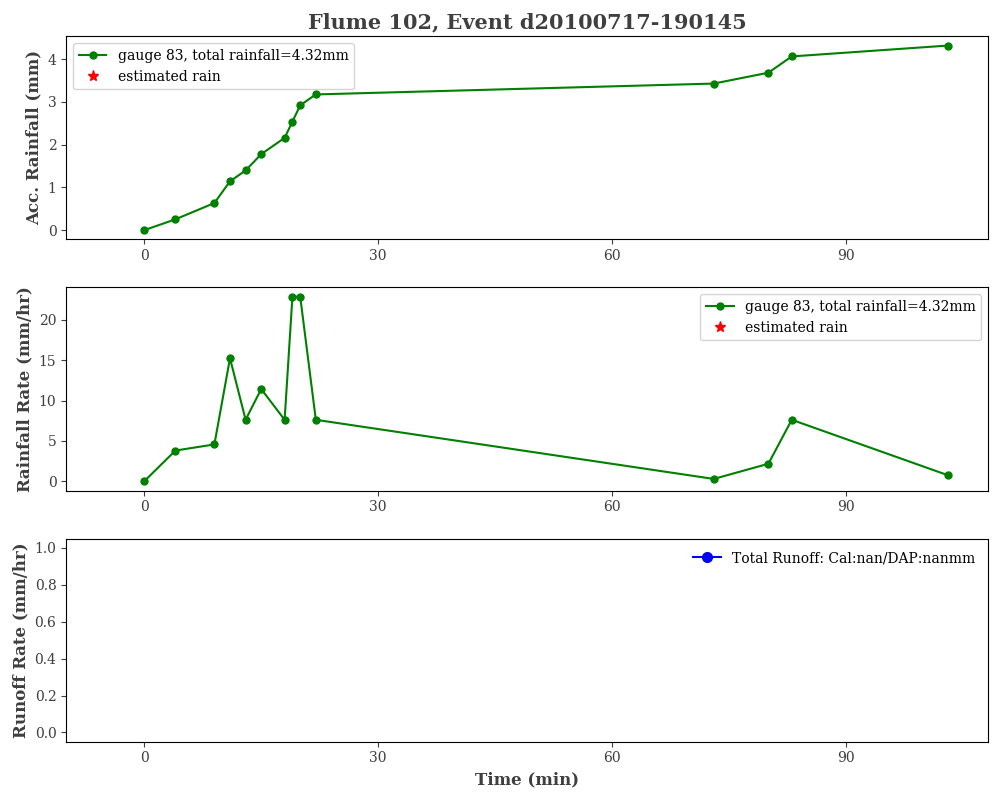 Flume 102, Event d20100717-190145
Acc. Rainfall (mm)
4
3
2
1
0
gauge 83, total rainfall=4.32mm
estimated rain
0 30 60 90
Rainfall Rate (mm/hr)
20
15
10
5
0
gauge 83, total rainfall=4.32mm
estimated rain
0 30 60 90
Runoff Rate (mm/hr)
1.0
0.8
0.6
0.4
0.2
0.0
Total Runoff: Cal:nan/DAP:nanmm
0 30 60 90
Time (min)